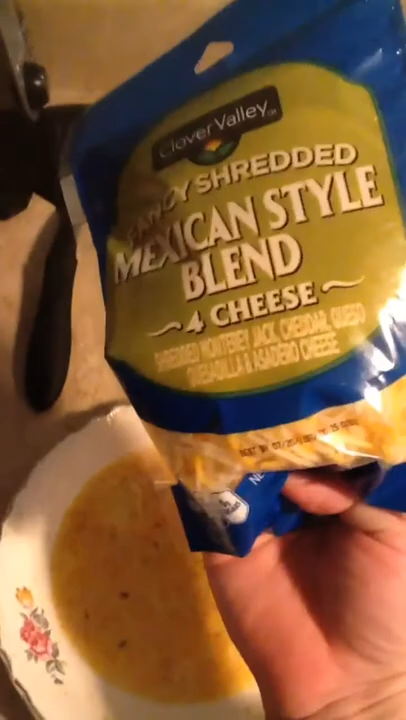 Clover Valley
FANCY SHREDDED
MEXICAN STYLE
BLEND
4 CHEESE
SHREDDED MONTEREY JACK, CHEDDAR, QUESO
QUESADILLA & ASADERO CHEESE